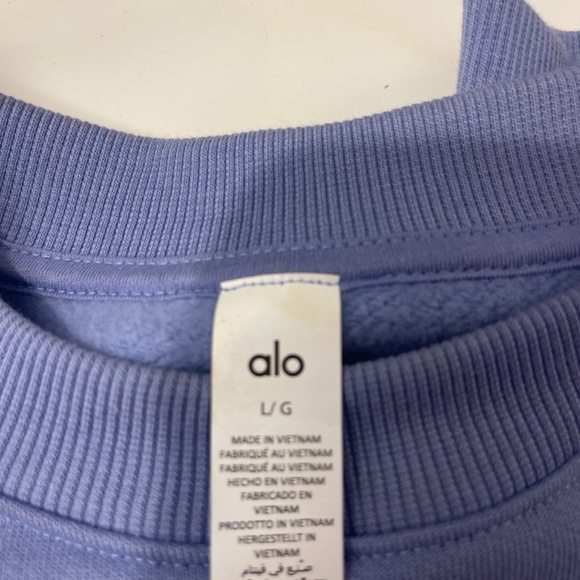 alo
L/ G
MADE IN VIETNAM
FABRIQUÉ AU VIETNAM
FABRIQUÉ AU VIETNAM
HECHO EN VIETNAM
FABRICADO EN
VIETNAM
PRODOTTO IN VIETNAM
HERGESTELLT IN
VIETNAM
صنع في فيتنام